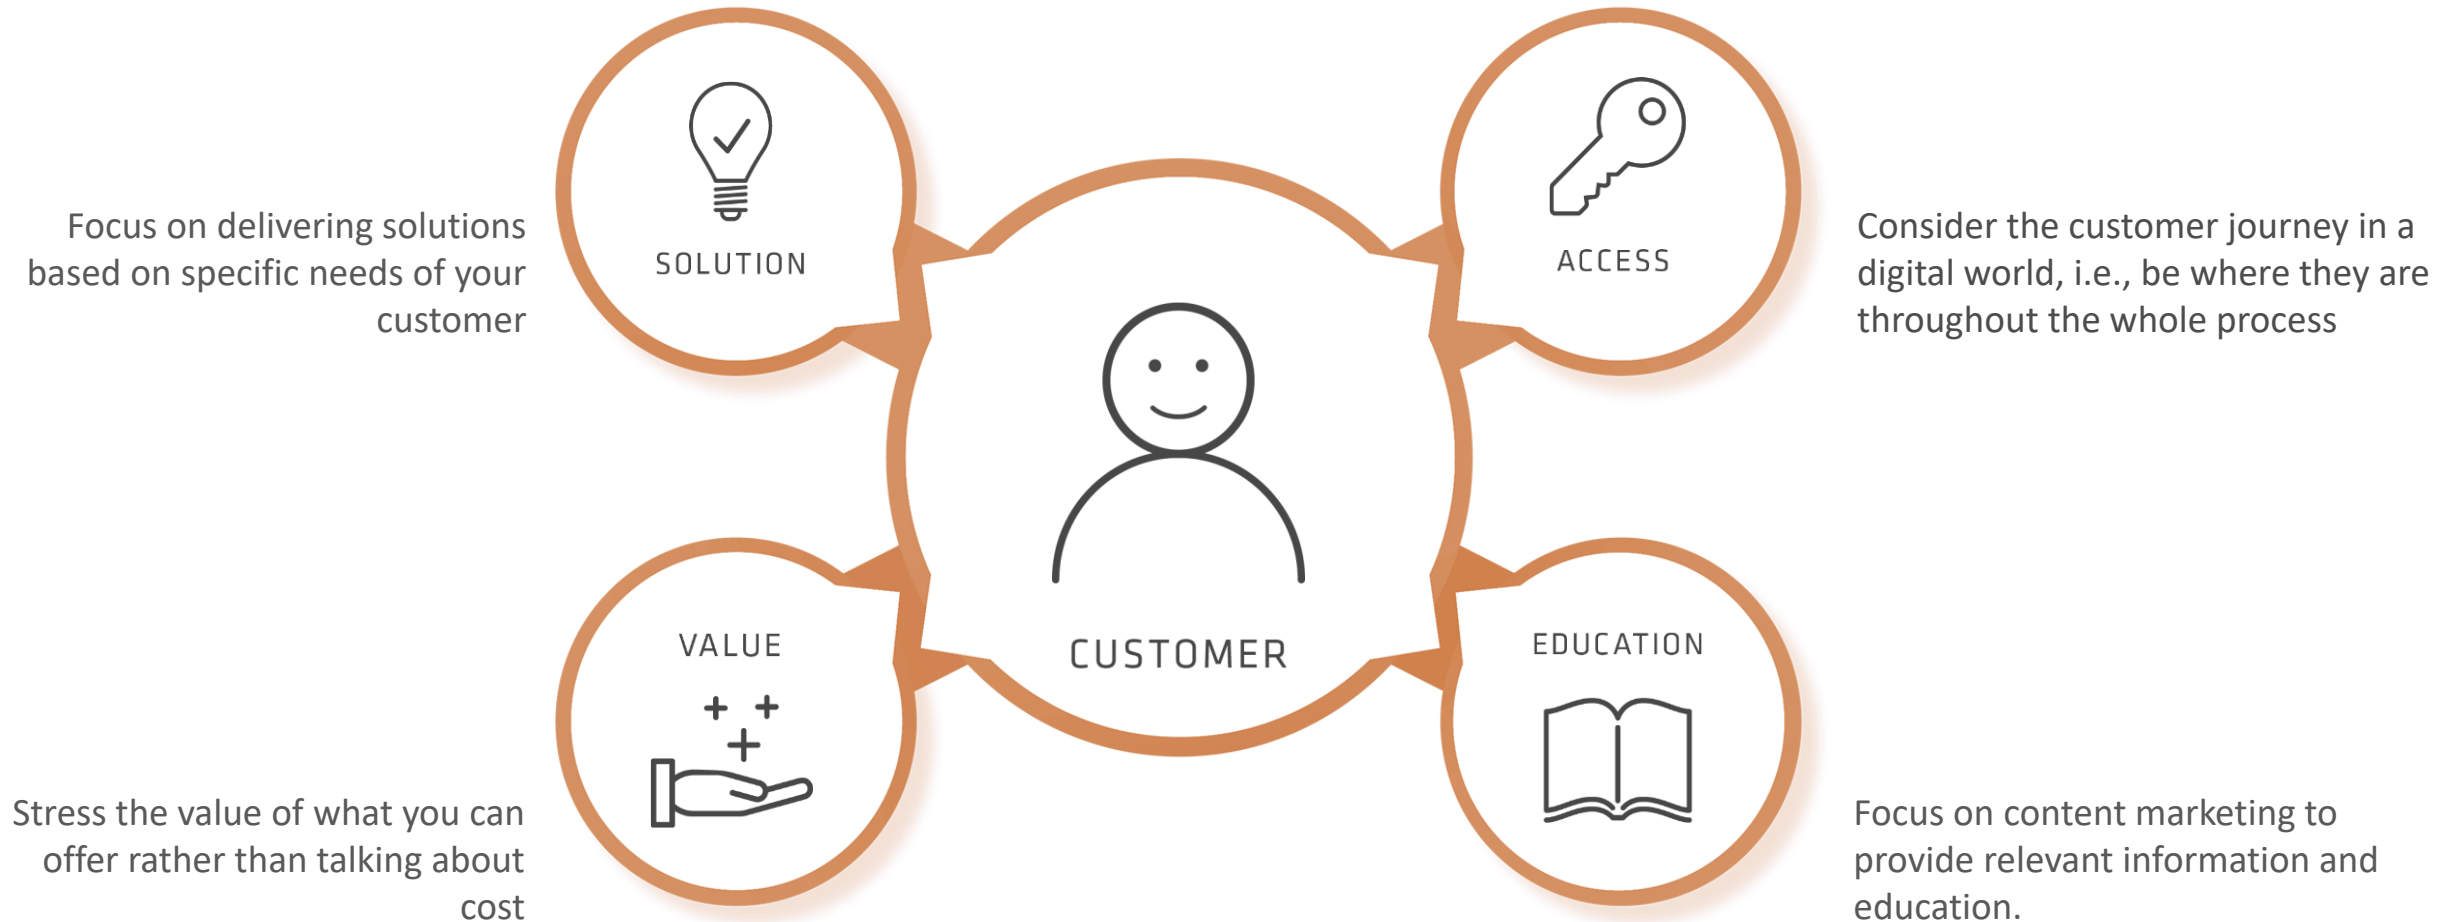 SOLUTION
Focus on delivering solutions
based on specific needs of your
customer
ACCESS
Consider the customer journey in a
digital world, i.e., be where they are
throughout the whole process
CUSTOMER
VALUE
Stress the value of what you can
offer rather than talking about
cost
EDUCATION
Focus on content marketing to
provide relevant information and
education.